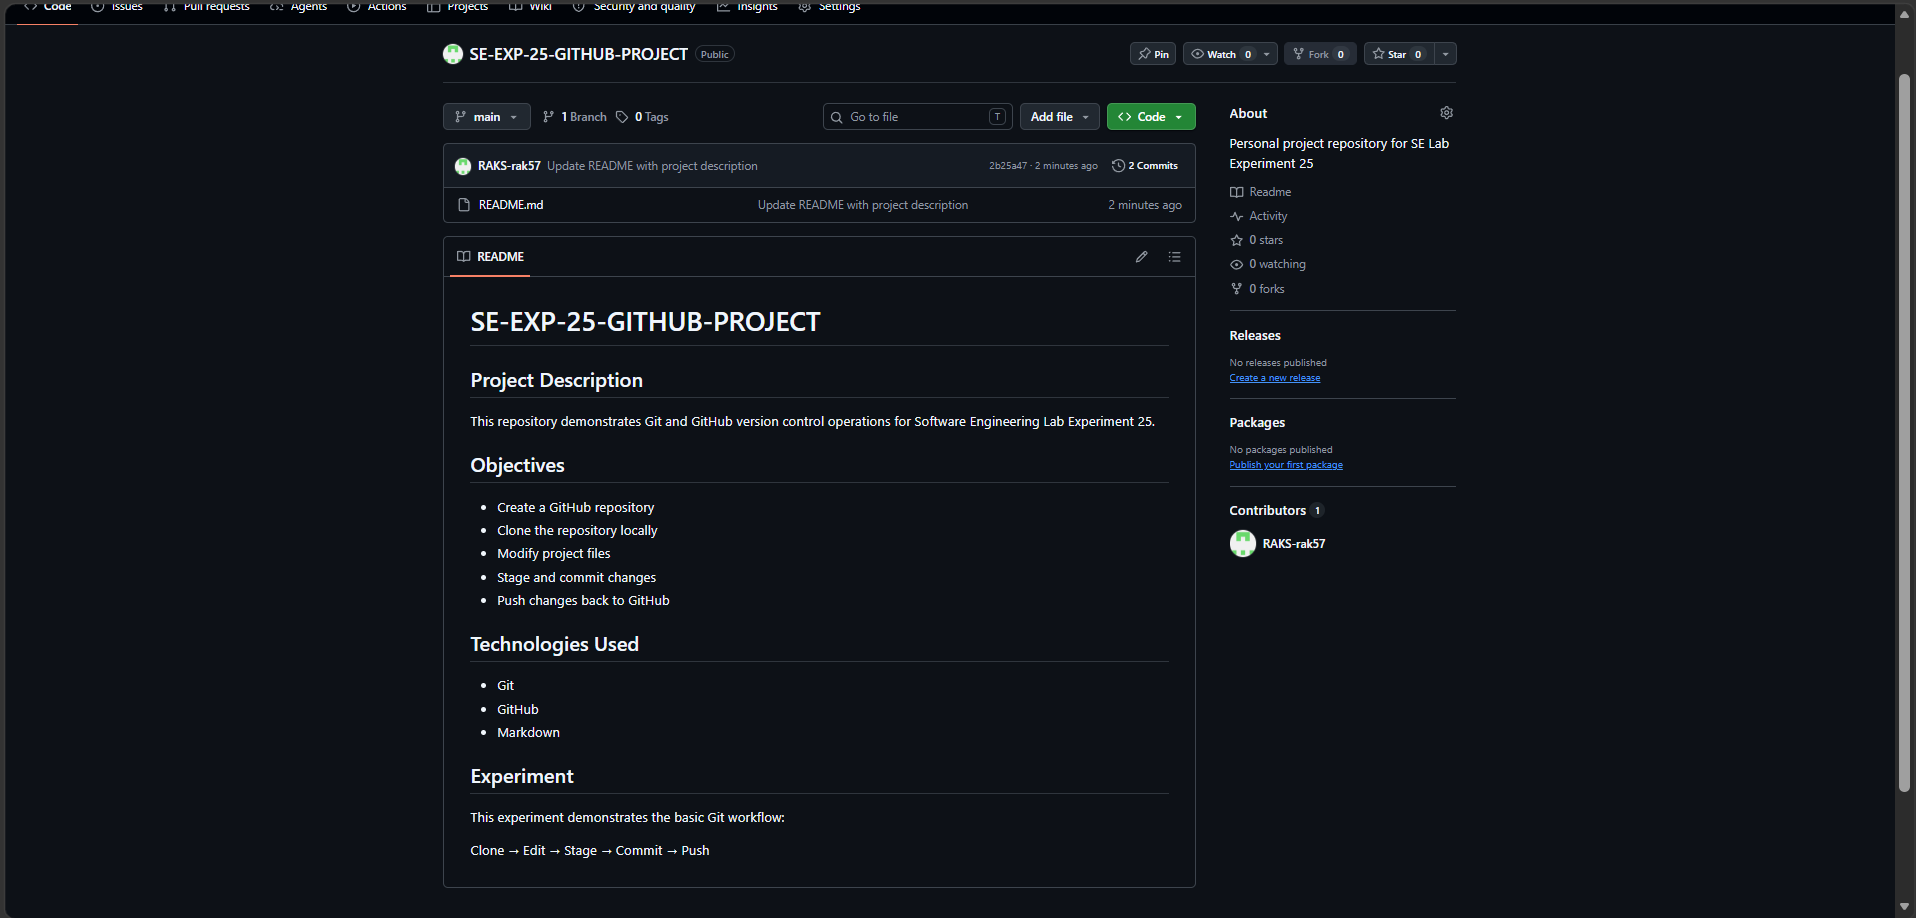 Code Issues Pull requests Agents Actions Projects Wiki Security and quality Insights Settings
SE-EXP-25-GITHUB-PROJECT Public
Pin Watch 0 Fork 0 Star 0
main 1 Branch 0 Tags Go to file T Add file Code
RAKS-rak57 Update README with project description 2b25a47 · 2 minutes ago 2 Commits
README.md Update README with project description 2 minutes ago
README
SE-EXP-25-GITHUB-PROJECT
Project Description
This repository demonstrates Git and GitHub version control operations for Software Engineering Lab Experiment 25.
Objectives
• Create a GitHub repository
• Clone the repository locally
• Modify project files
• Stage and commit changes
• Push changes back to GitHub
Technologies Used
• Git
• GitHub
• Markdown
Experiment
This experiment demonstrates the basic Git workflow:
Clone → Edit → Stage → Commit → Push
About
Personal project repository for SE Lab
Experiment 25
Readme
Activity
0 stars
0 watching
0 forks
Releases
No releases published
Create a new release
Packages
No packages published
Publish your first package
Contributors 1
RAKS-rak57